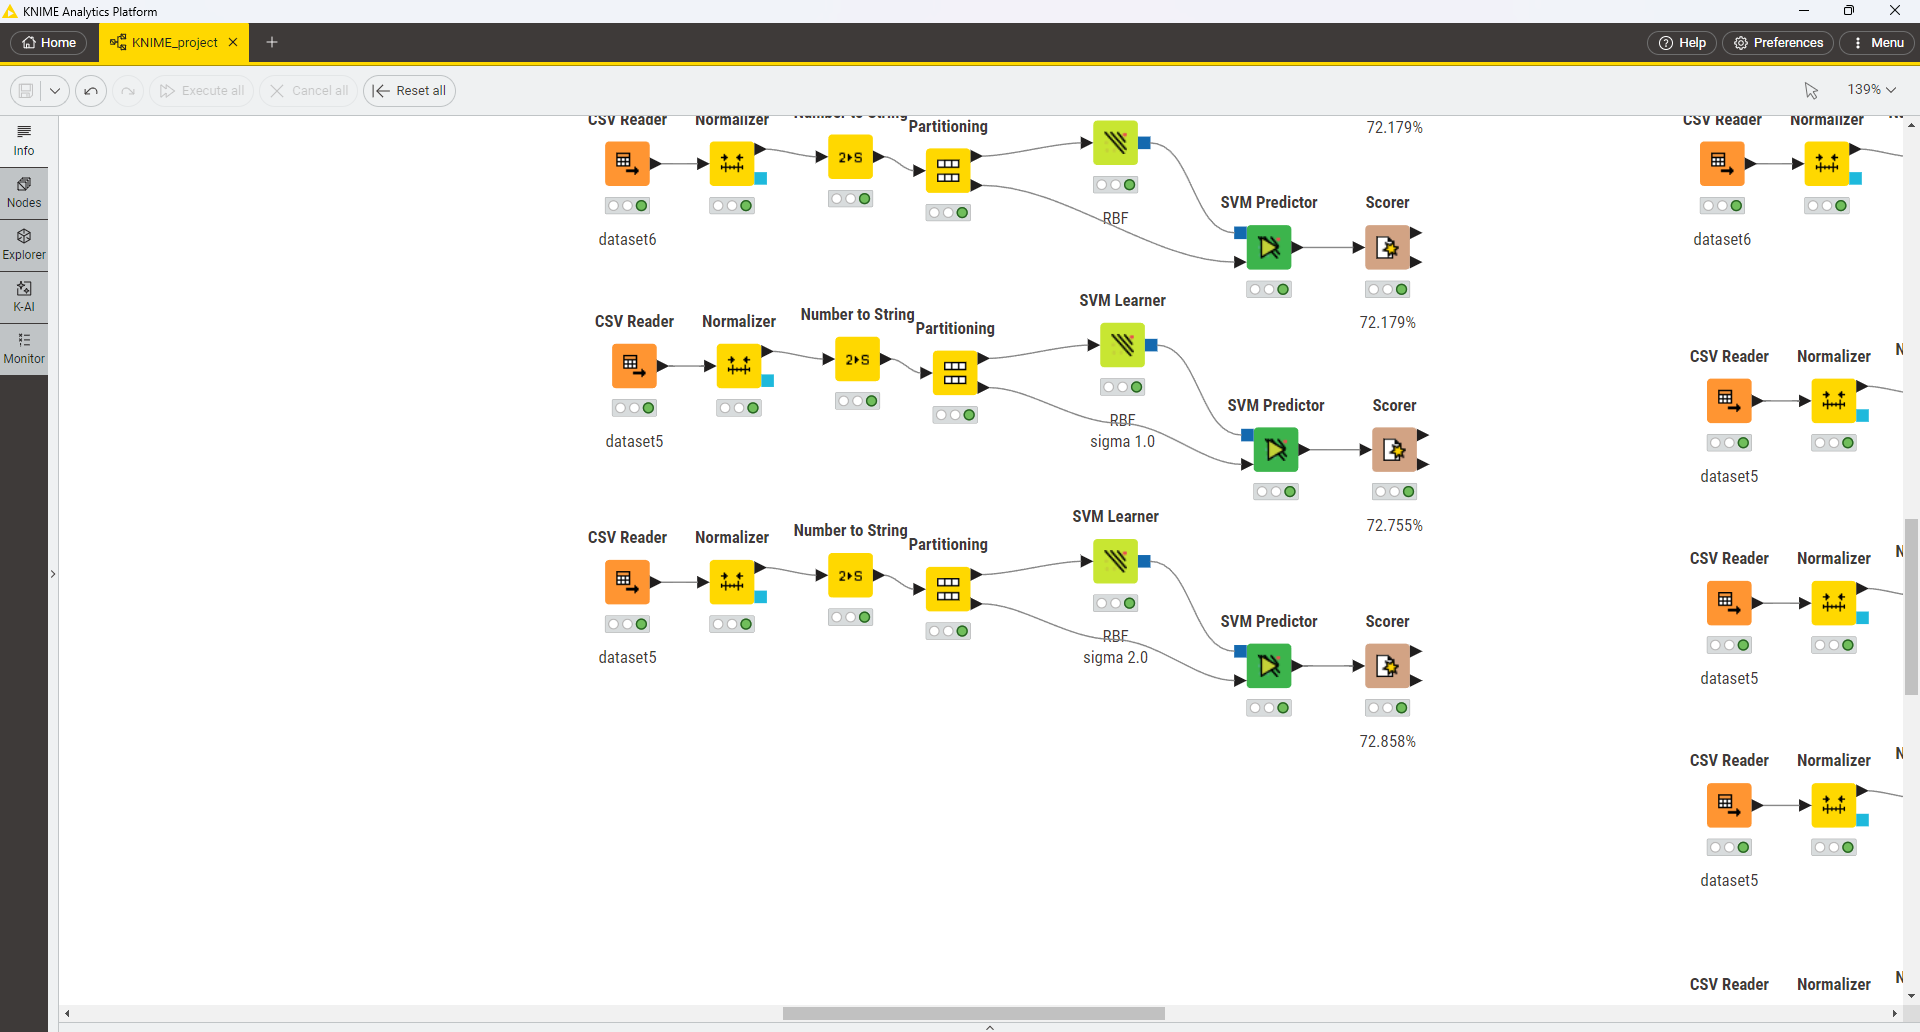 KNIME Analytics Platform
Home
KNIME_project
Help
Preferences
Menu
Execute all
Cancel all
Reset all
139%
Info
Nodes
Explorer
K-AI
Monitor
CSV Reader
Normalizer
Number to String
Partitioning
72.179%
CSV Reader
Normalizer
2▸S
RBF
SVM Predictor
Scorer
dataset6
dataset6
SVM Learner
CSV Reader
Normalizer
Number to String
Partitioning
72.179%
2▸S
CSV Reader
Normalizer
N
RBF
sigma 1.0
SVM Predictor
Scorer
dataset5
dataset5
SVM Learner
72.755%
CSV Reader
Normalizer
Number to String
Partitioning
CSV Reader
Normalizer
N
2▸S
RBF
sigma 2.0
SVM Predictor
Scorer
dataset5
dataset5
72.858%
CSV Reader
Normalizer
N
dataset5
CSV Reader
Normalizer
N